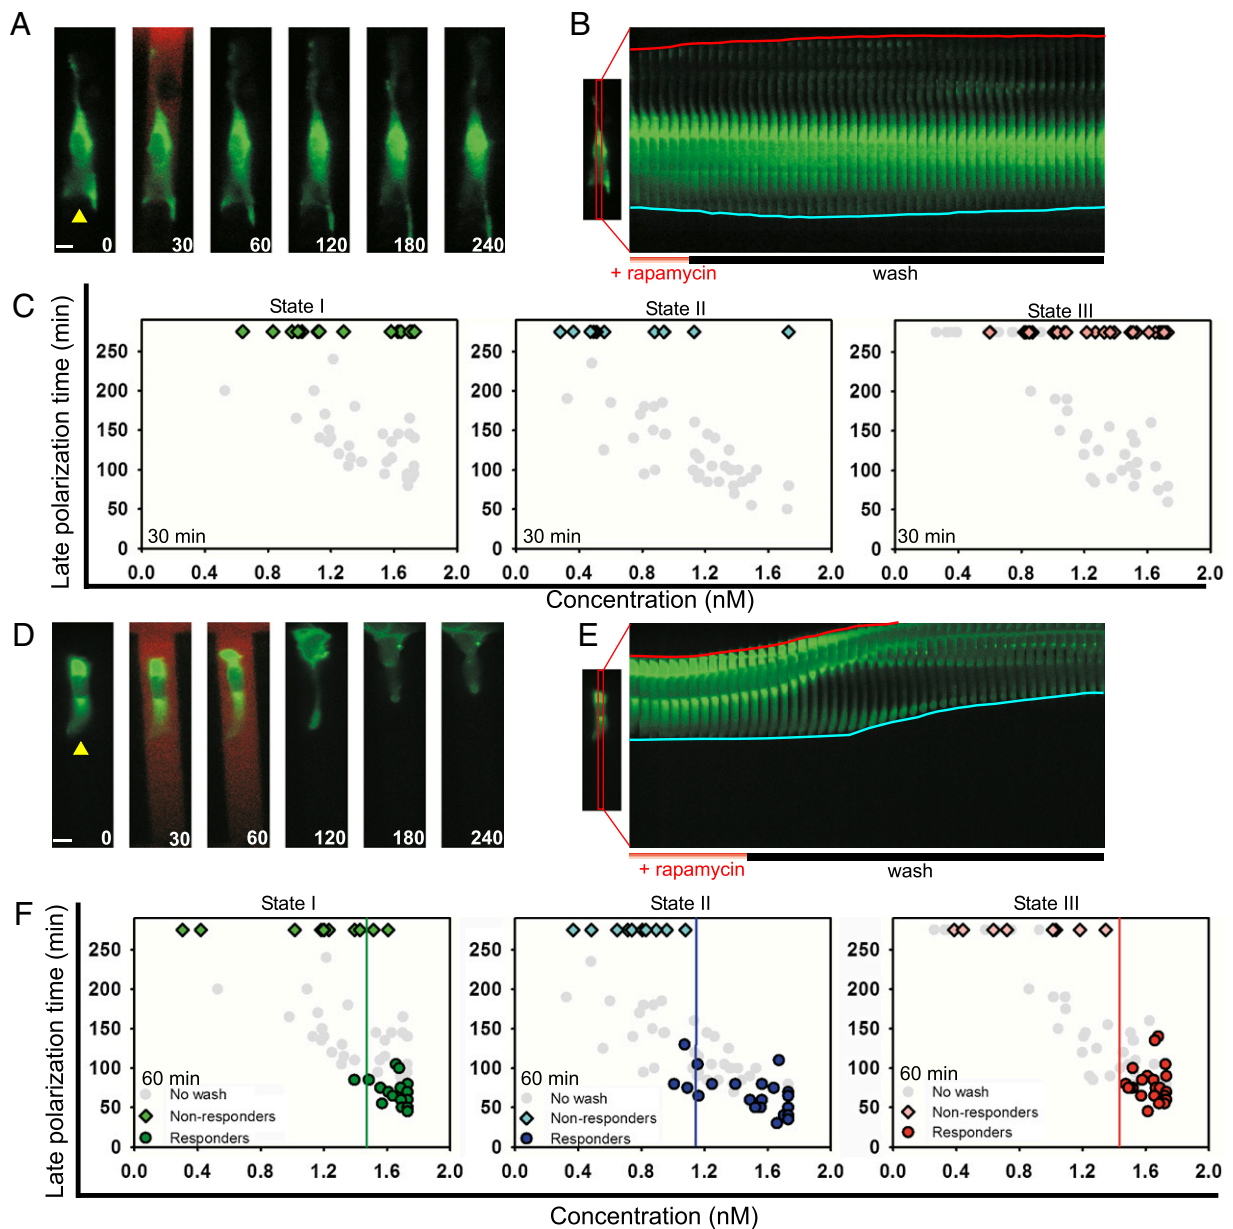 A
B
0
30
60
120
180
240
+ rapamycin
wash
C
Late polarization time (min)
State I
State II
State III
250
200
150
100
50
0
30 min
0.0 0.4 0.8 1.2 1.6 2.0
250
200
150
100
50
0
30 min
0.0 0.4 0.8 1.2 1.6 2.0
250
200
150
100
50
0
30 min
0.0 0.4 0.8 1.2 1.6 2.0
Concentration (nM)
D
E
0
30
60
120
180
240
+ rapamycin
wash
F
Late polarization time (min)
State I
State II
State III
250
200
150
100
50
0
60 min
No wash
Non-responders
Responders
0.0 0.4 0.8 1.2 1.6 2.0
250
200
150
100
50
0
60 min
No wash
Non-responders
Responders
0.0 0.4 0.8 1.2 1.6 2.0
250
200
150
100
50
0
60 min
No wash
Non-responders
Responders
0.0 0.4 0.8 1.2 1.6 2.0
Concentration (nM)